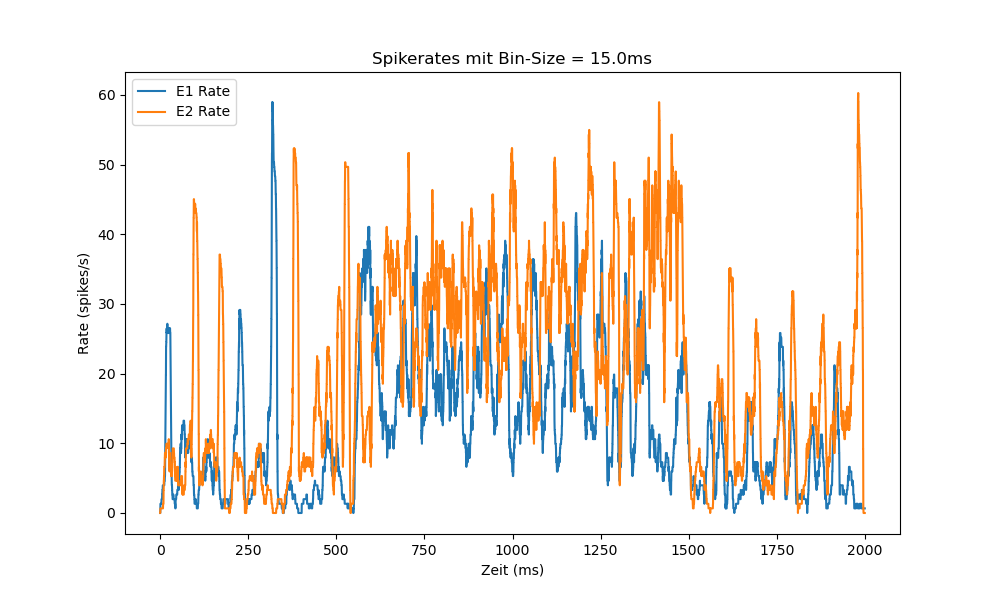 Spikerates mit Bin-Size = 15.0ms
E1 Rate
E2 Rate
Rate (spikes/s)
60
50
40
30
20
10
0
0 250 500 750 1000 1250 1500 1750 2000
Zeit (ms)